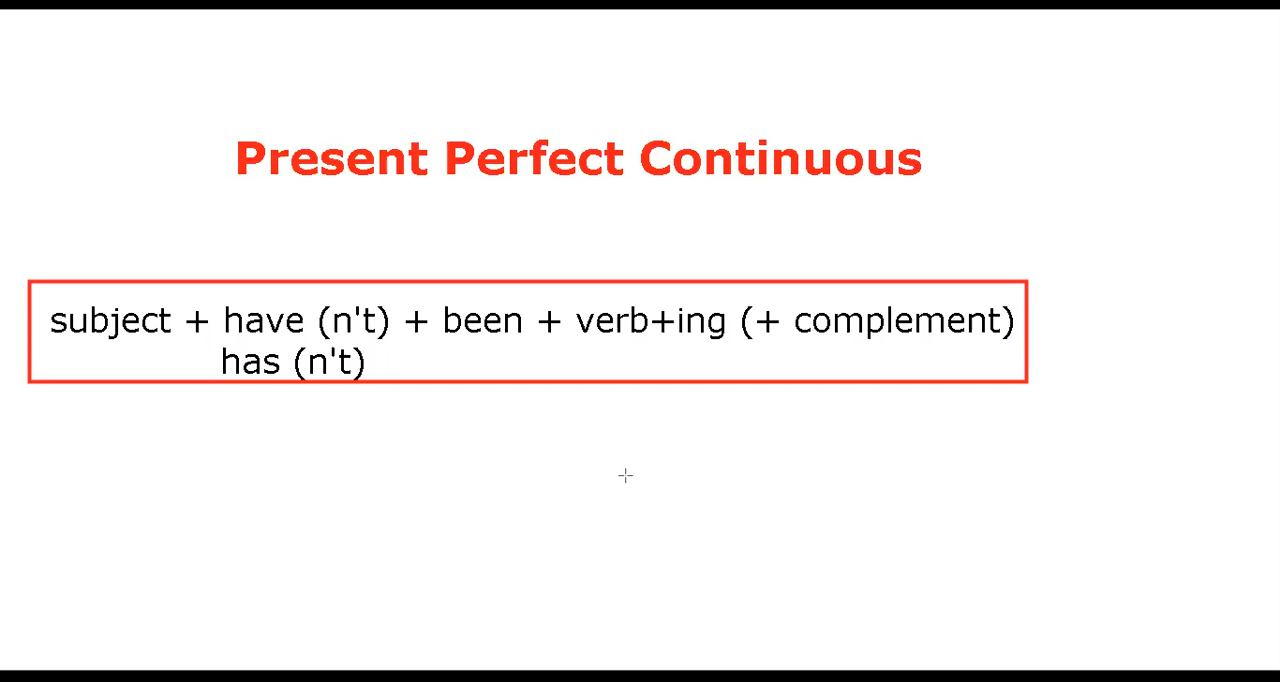 Present Perfect Continuous
subject + have (n't) + been + verb+ing (+ complement)
has (n't)